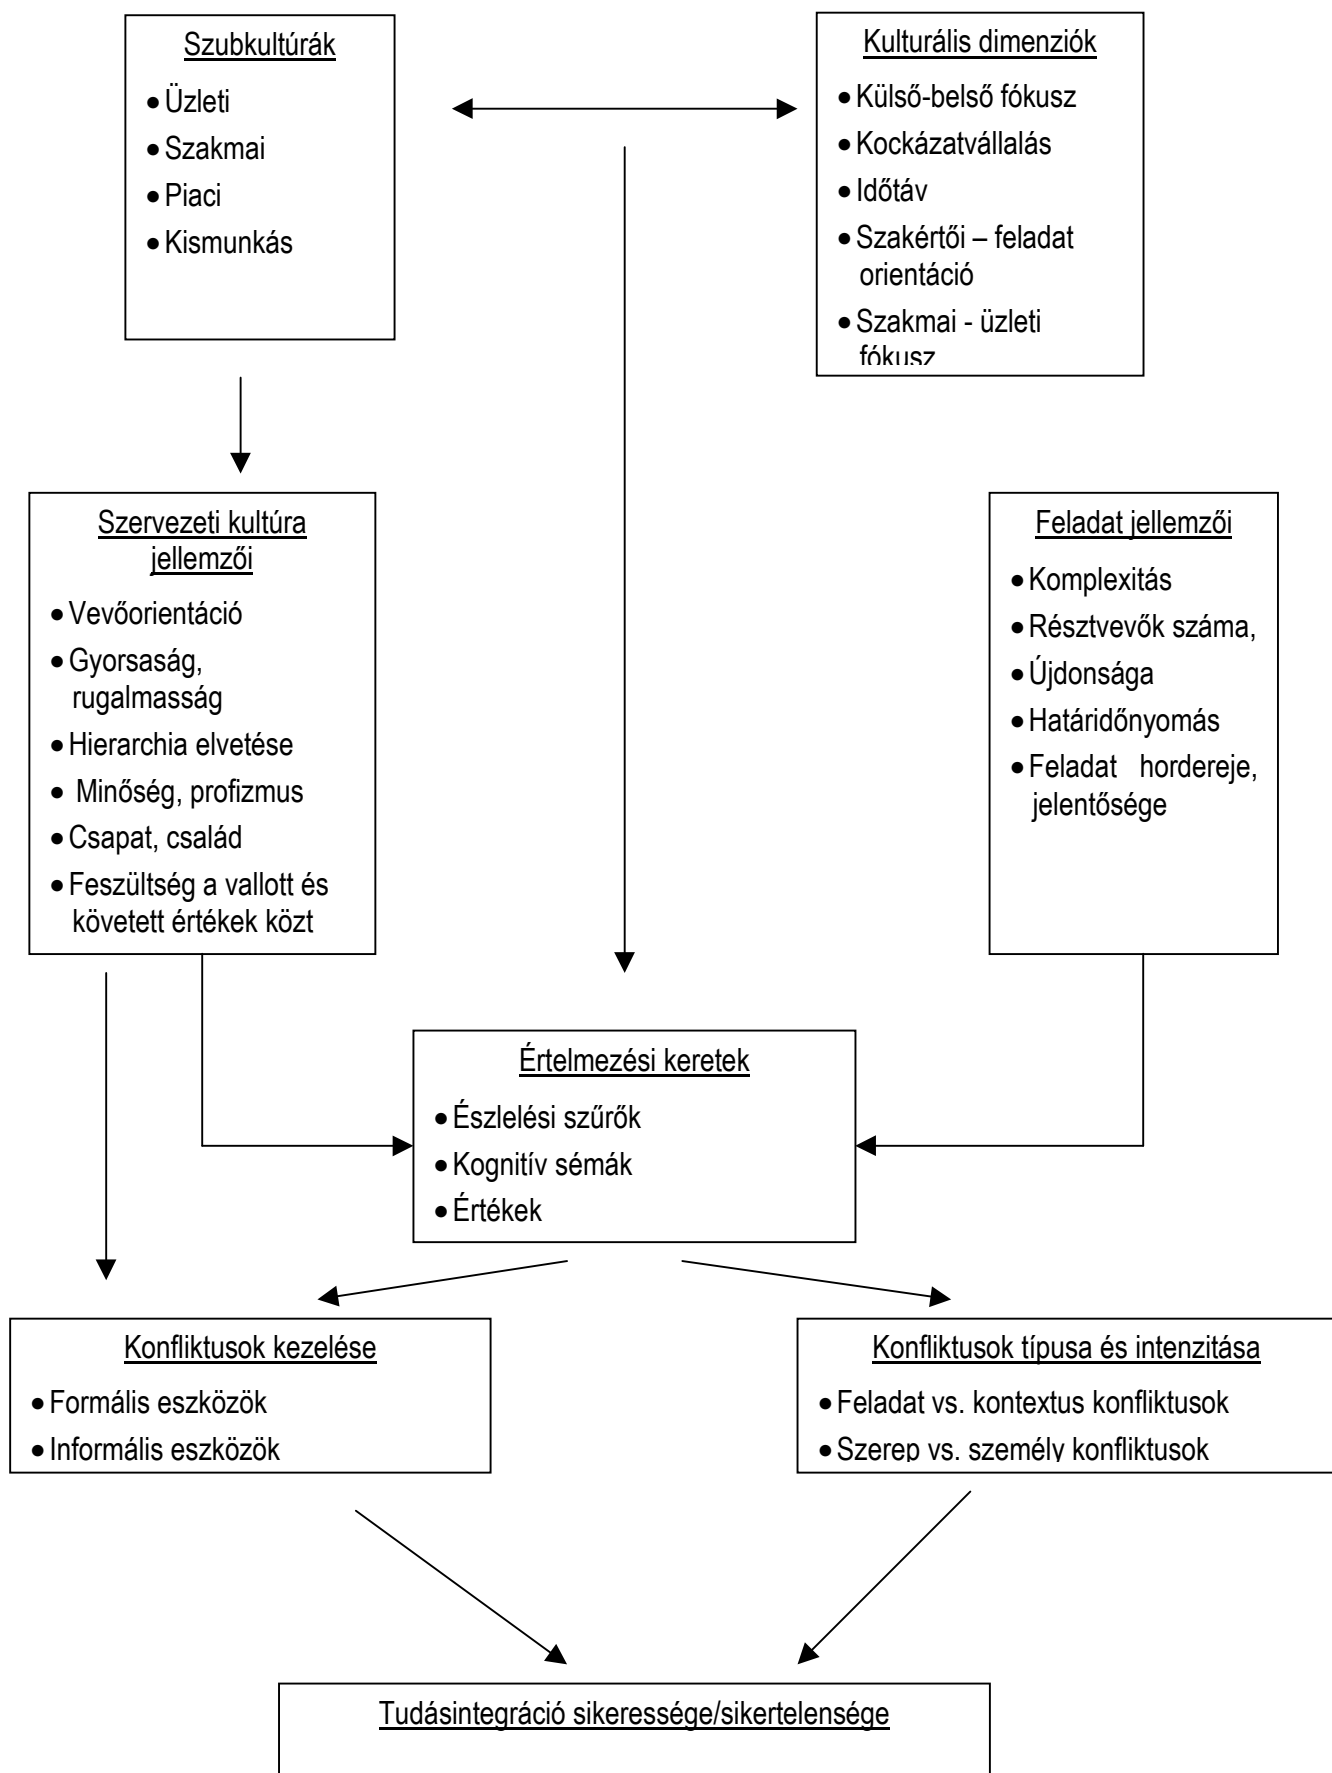 Szubkultúrák
• Üzleti
• Szakmai
• Piaci
• Kismunkás
Kulturális dimenziók
• Külső-belső fókusz
• Kockázatvállalás
• Időtáv
• Szakértői – feladat
orientáció
• Szakmai - üzleti
fókusz
Szervezeti kultúra
jellemzői
• Vevőorientáció
• Gyorsaság,
rugalmasság
• Hierarchia elvetése
• Minőség, profizmus
• Csapat, család
• Feszültség a vallott és
követett értékek közt
Feladat jellemzői
• Komplexitás
• Résztvevők száma,
• Újdonsága
• Határidőnyomás
• Feladat hordereje,
jelentősége
Értelmezési keretek
• Észlelési szűrők
• Kognitív sémák
• Értékek
Konfliktusok kezelése
• Formális eszközök
• Informális eszközök
Konfliktusok típusa és intenzitása
• Feladat vs. kontextus konfliktusok
• Szerep vs. személy konfliktusok
Tudásintegráció sikeressége/sikertelensége